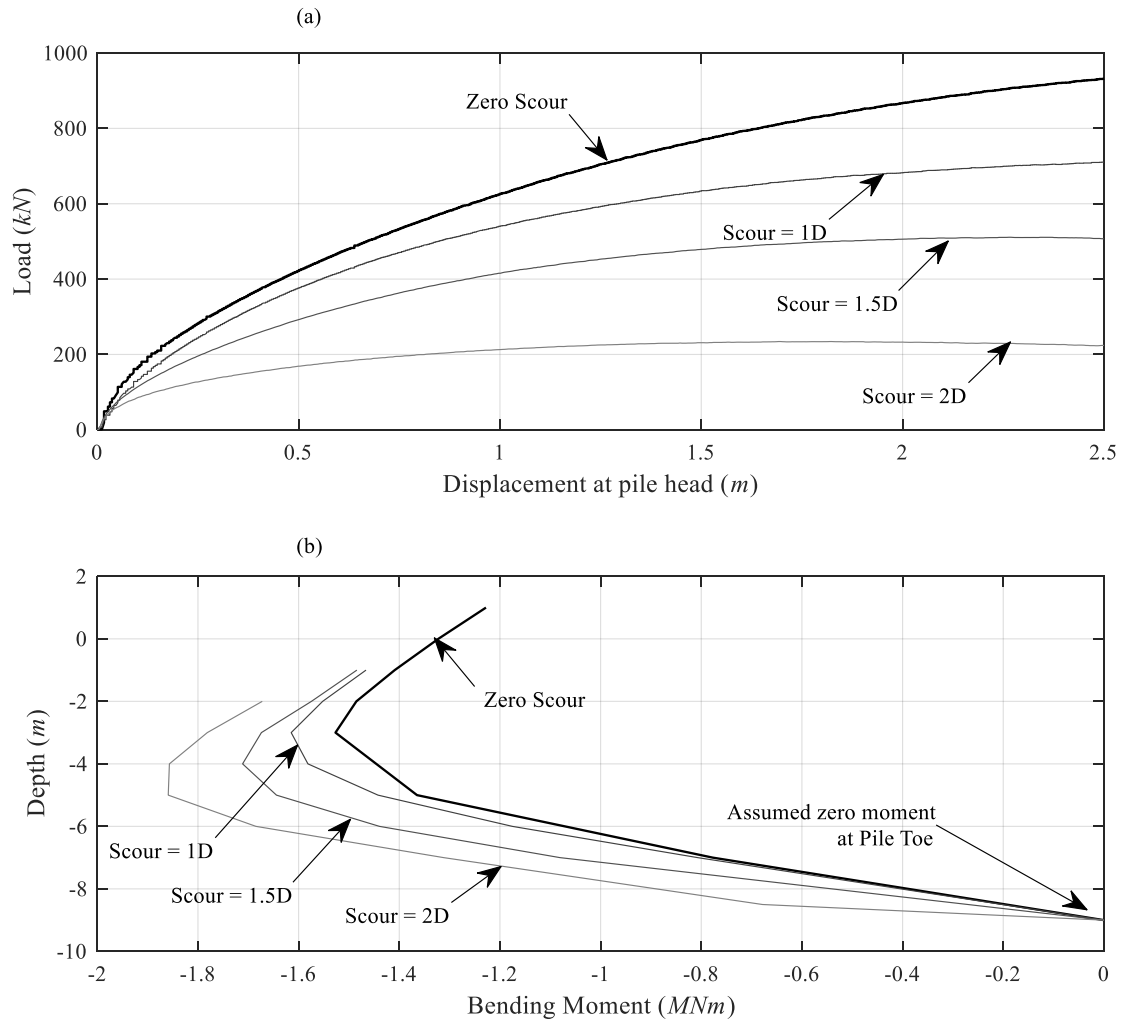 (a)
1000
800
600
400
200
0
Load (kN)
Zero Scour
Scour = 1D
Scour = 1.5D
Scour = 2D
0 0.5 1 1.5 2 2.5
Displacement at pile head (m)
(b)
2
0
-2
-4
-6
-8
-10
Depth (m)
Zero Scour
Assumed zero moment
at Pile Toe
Scour = 1D
Scour = 1.5D
Scour = 2D
-2 -1.8 -1.6 -1.4 -1.2 -1 -0.8 -0.6 -0.4 -0.2 0
Bending Moment (MNm)